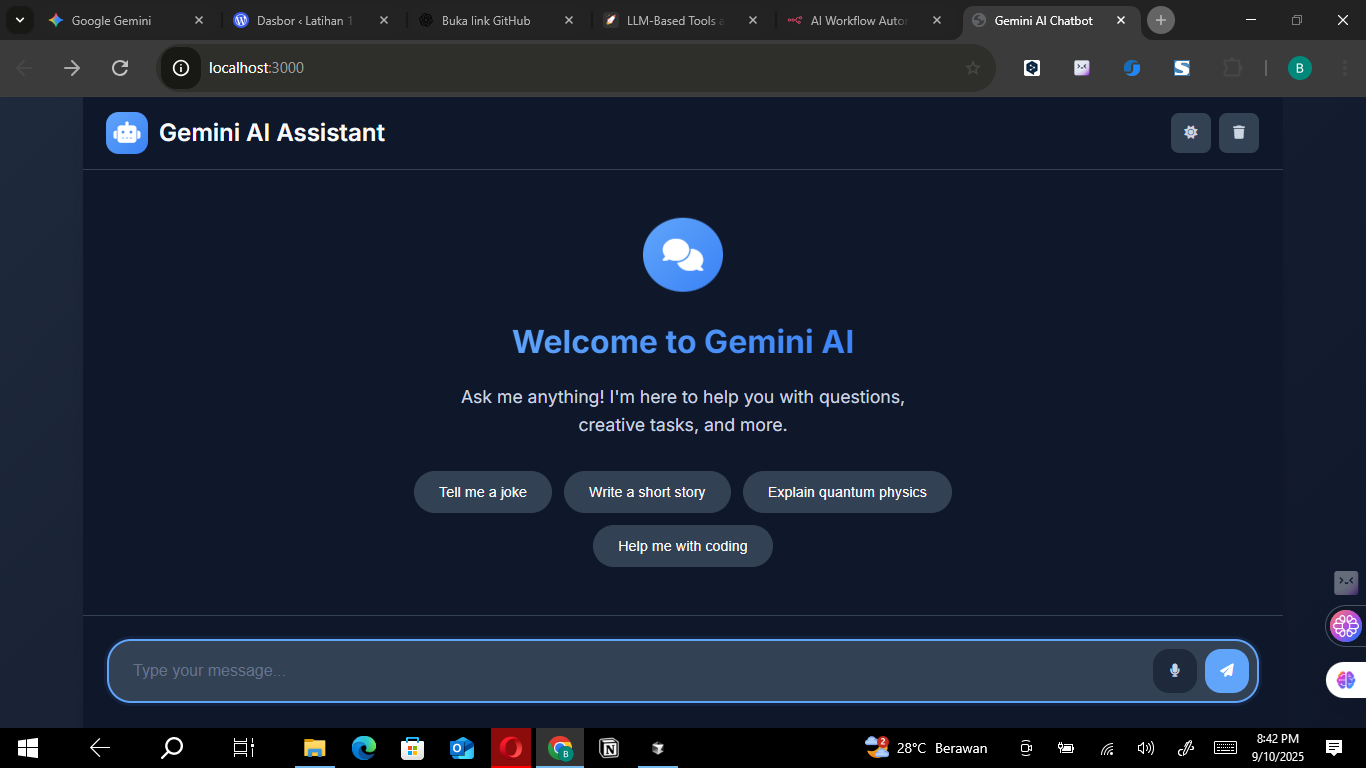 Google Gemini
Dasbor ‹ Latihan 1
Buka link GitHub
LLM-Based Tools a
AI Workflow Autor
Gemini AI Chatbot
localhost:3000
B
Gemini AI Assistant
Welcome to Gemini AI
Ask me anything! I'm here to help you with questions,
creative tasks, and more.
Tell me a joke
Write a short story
Explain quantum physics
Help me with coding
Type your message...
2
28°C Berawan
8:42 PM
9/10/2025